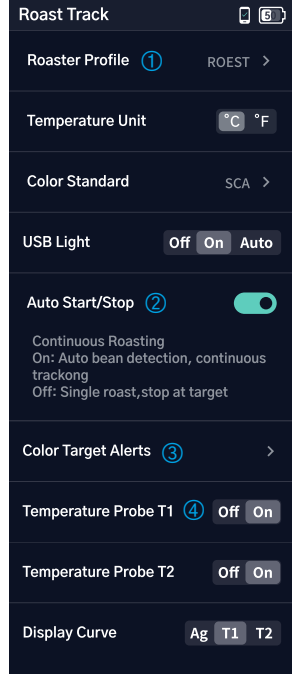 Roast Track 5
Roaster Profile ① ROEST >
Temperature Unit °C °F
Color Standard SCA >
USB Light Off On Auto
Auto Start/Stop ②
Continuous Roasting
On: Auto bean detection, continuous
trackong
Off: Single roast,stop at target
Color Target Alerts ③ >
Temperature Probe T1 ④ Off On
Temperature Probe T2 Off On
Display Curve Ag T1 T2